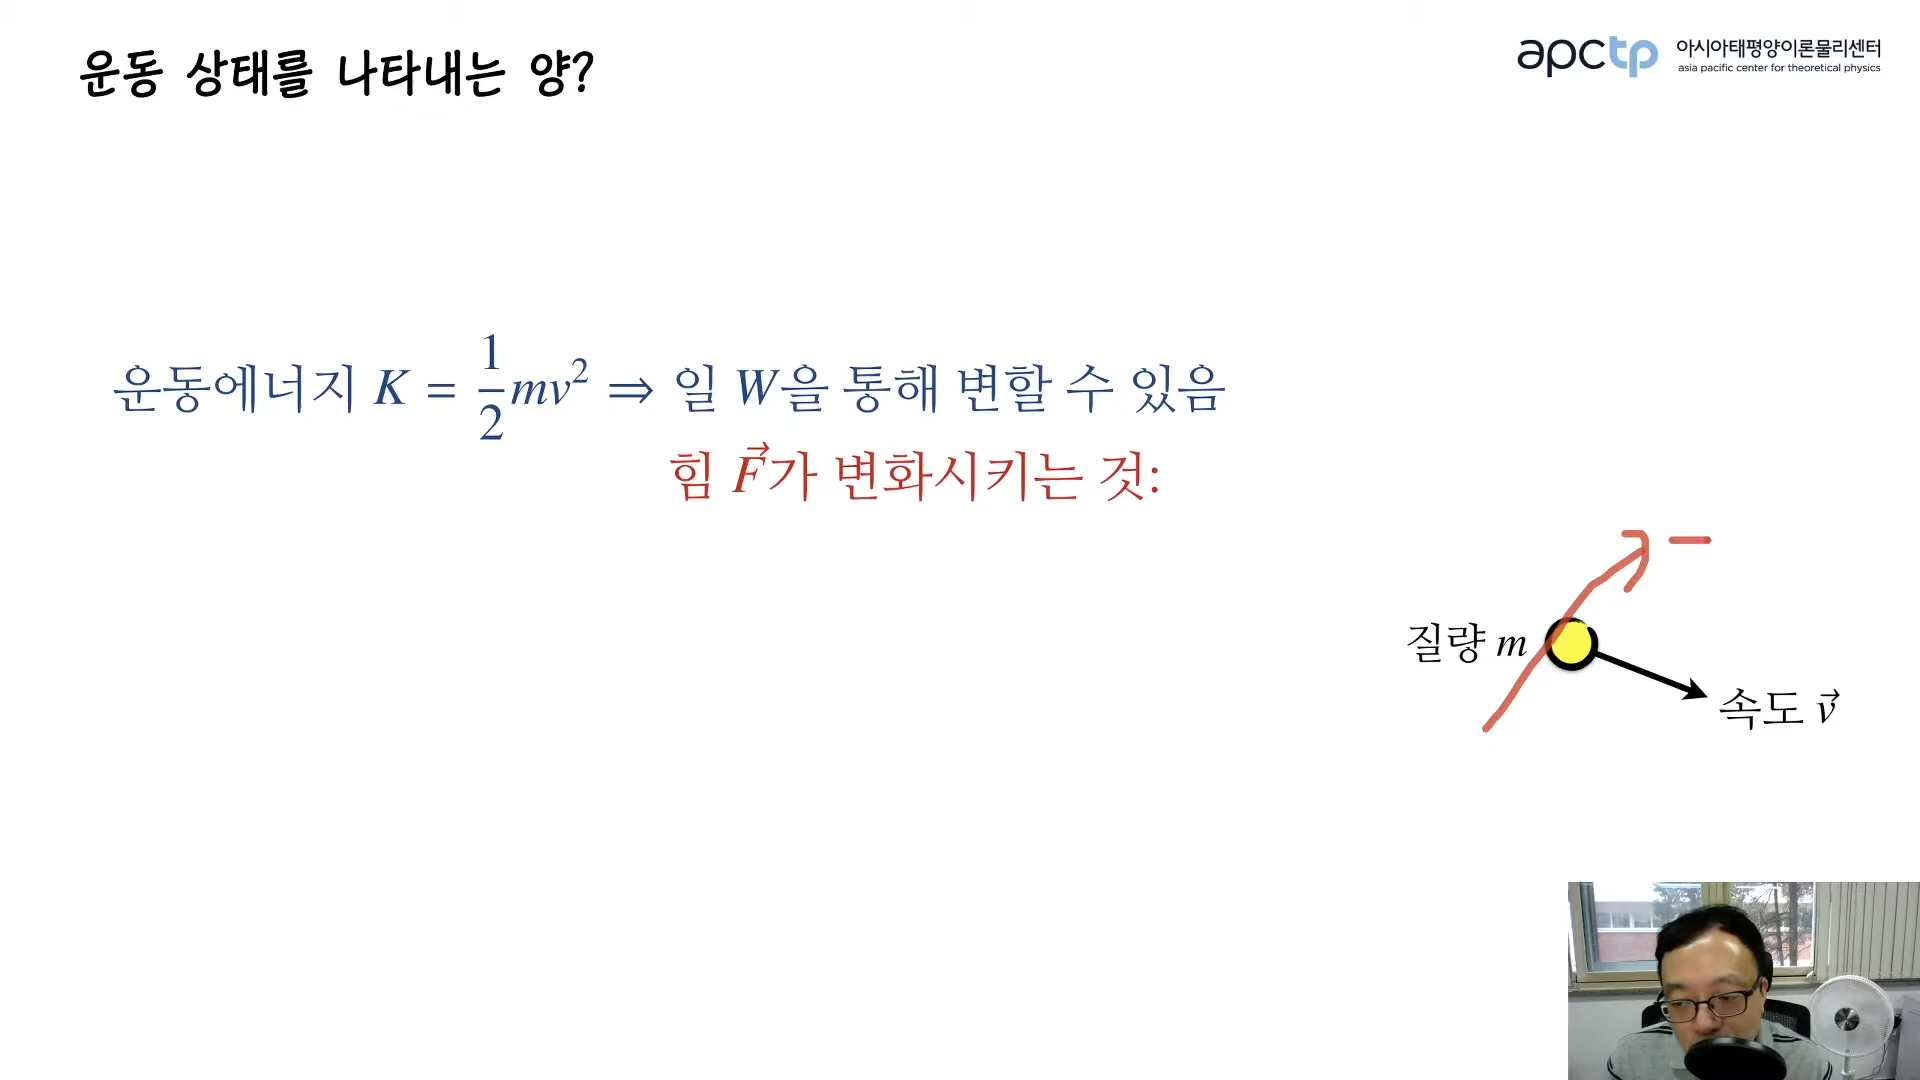 운동 상태를 나타내는 양?
apctp 아시아태평양이론물리센터
asia pacific center for theoretical physics
운동에너지 K = 1/2 mv² ⇒ 일 W을 통해 변할 수 있음
힘 F⃗가 변화시키는 것:
질량 m
속도 v⃗